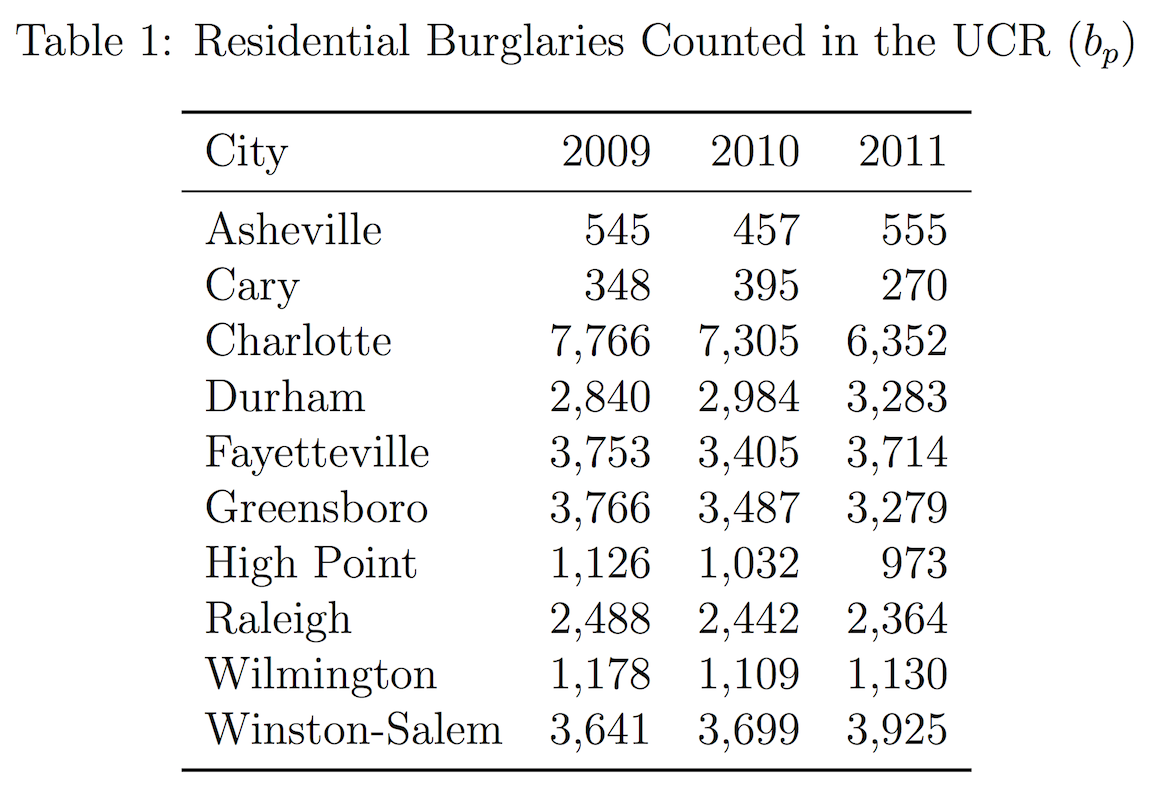 Table 1: Residential Burglaries Counted in the UCR (b_p)
City 2009 2010 2011
Asheville 545 457 555
Cary 348 395 270
Charlotte 7,766 7,305 6,352
Durham 2,840 2,984 3,283
Fayetteville 3,753 3,405 3,714
Greensboro 3,766 3,487 3,279
High Point 1,126 1,032 973
Raleigh 2,488 2,442 2,364
Wilmington 1,178 1,109 1,130
Winston-Salem 3,641 3,699 3,925